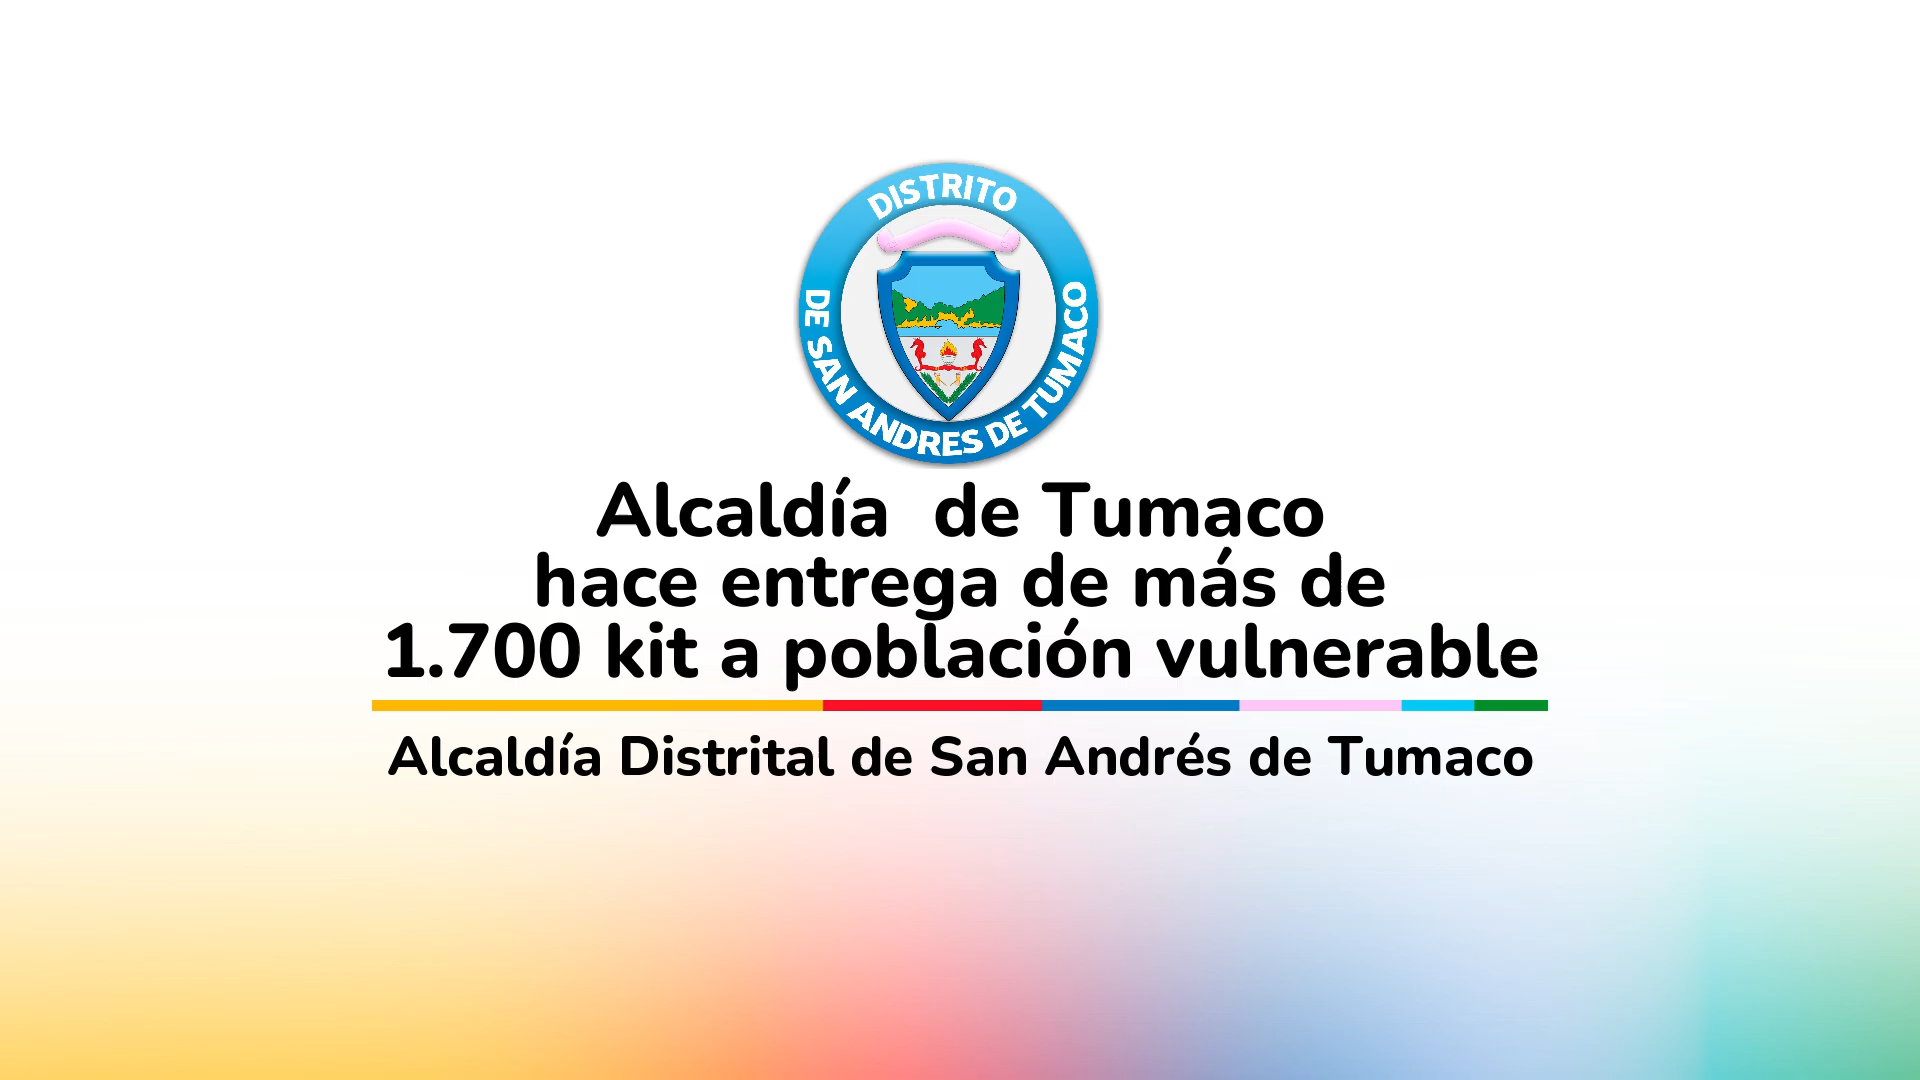 DISTRITO
DE SAN ANDRES DE TUMACO
Alcaldía  de Tumaco
hace entrega de más de
1.700 kit a población vulnerable
Alcaldía Distrital de San Andrés de Tumaco